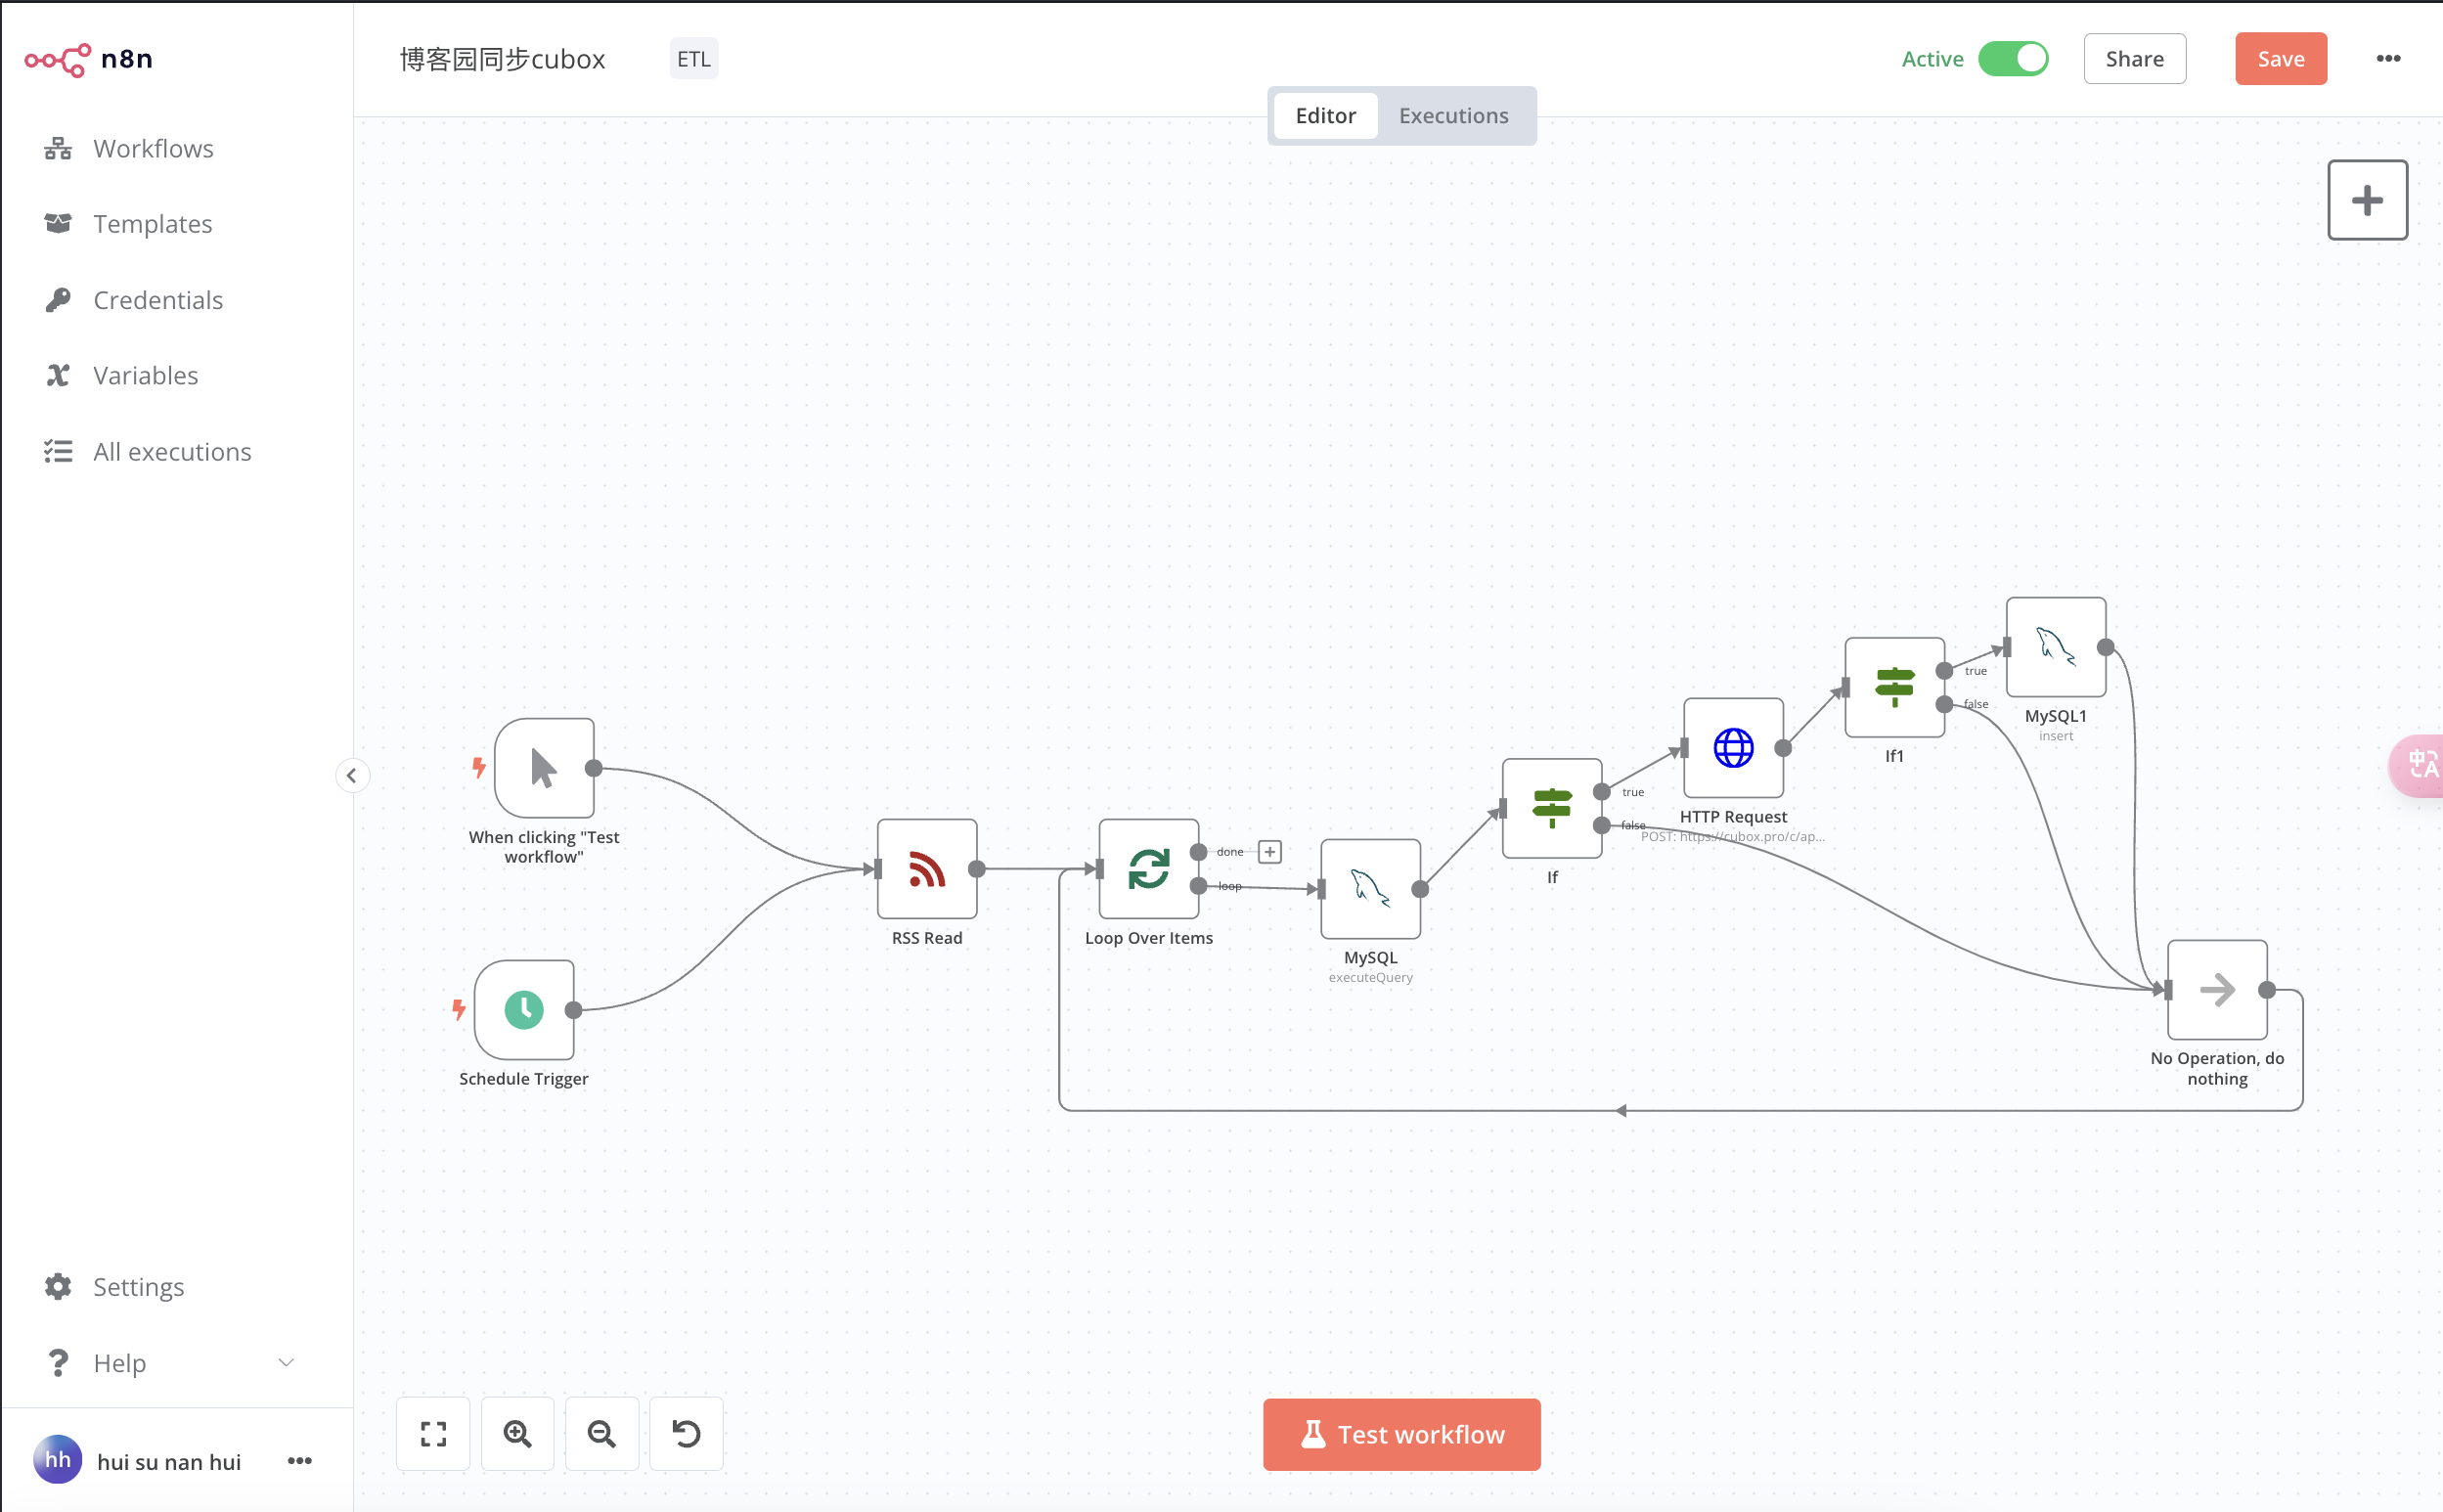 n8n
博客园同步cubox
ETL
Active
Share
Save
Editor
Executions
Workflows
Templates
Credentials
Variables
All executions
When clicking "Test
workflow"
Schedule Trigger
RSS Read
Loop Over Items
done
loop
MySQL
executeQuery
If
true
false
HTTP Request
POST: https://cubox.pro/c/ap...
If1
true
false
MySQL1
insert
No Operation, do
nothing
中A
Settings
Help
hh
hui su nan hui
Test workflow